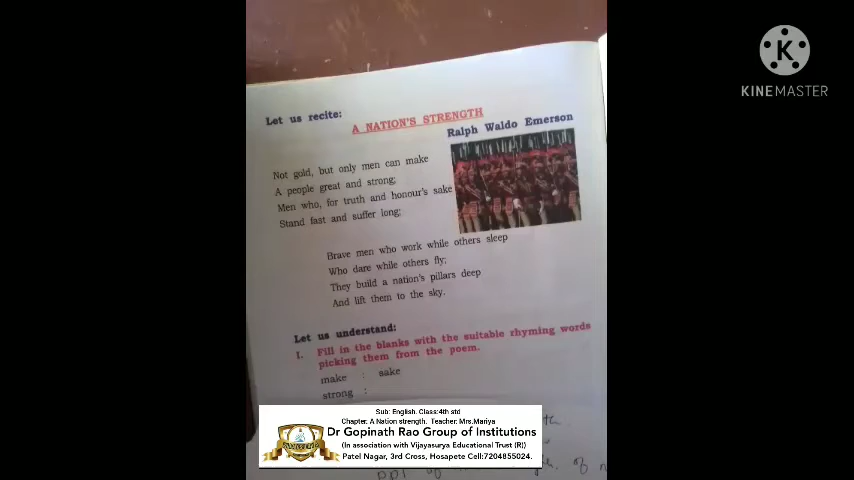 KINEMASTER
Let us recite:
A NATION'S STRENGTH
Ralph Waldo Emerson
Not gold, but only men can make
A people great and strong;
Men who, for truth and honour's sake
Stand fast and suffer long;
Brave men who work while others sleep
Who dare while others fly;
They build a nation's pillars deep
And lift them to the sky.
Let us understand:
I. Fill in the blanks with the suitable rhyming words
picking them from the poem.
make : sake
strong :
Sub: English. Class:4th std
Chapter: A Nation strength. Teacher: Mrs.Mariya
Dr Gopinath Rao Group of Institutions
(In association with Vijayasurya Educational Trust (R))
Patel Nagar, 3rd Cross, Hosapete Cell:7204855024.